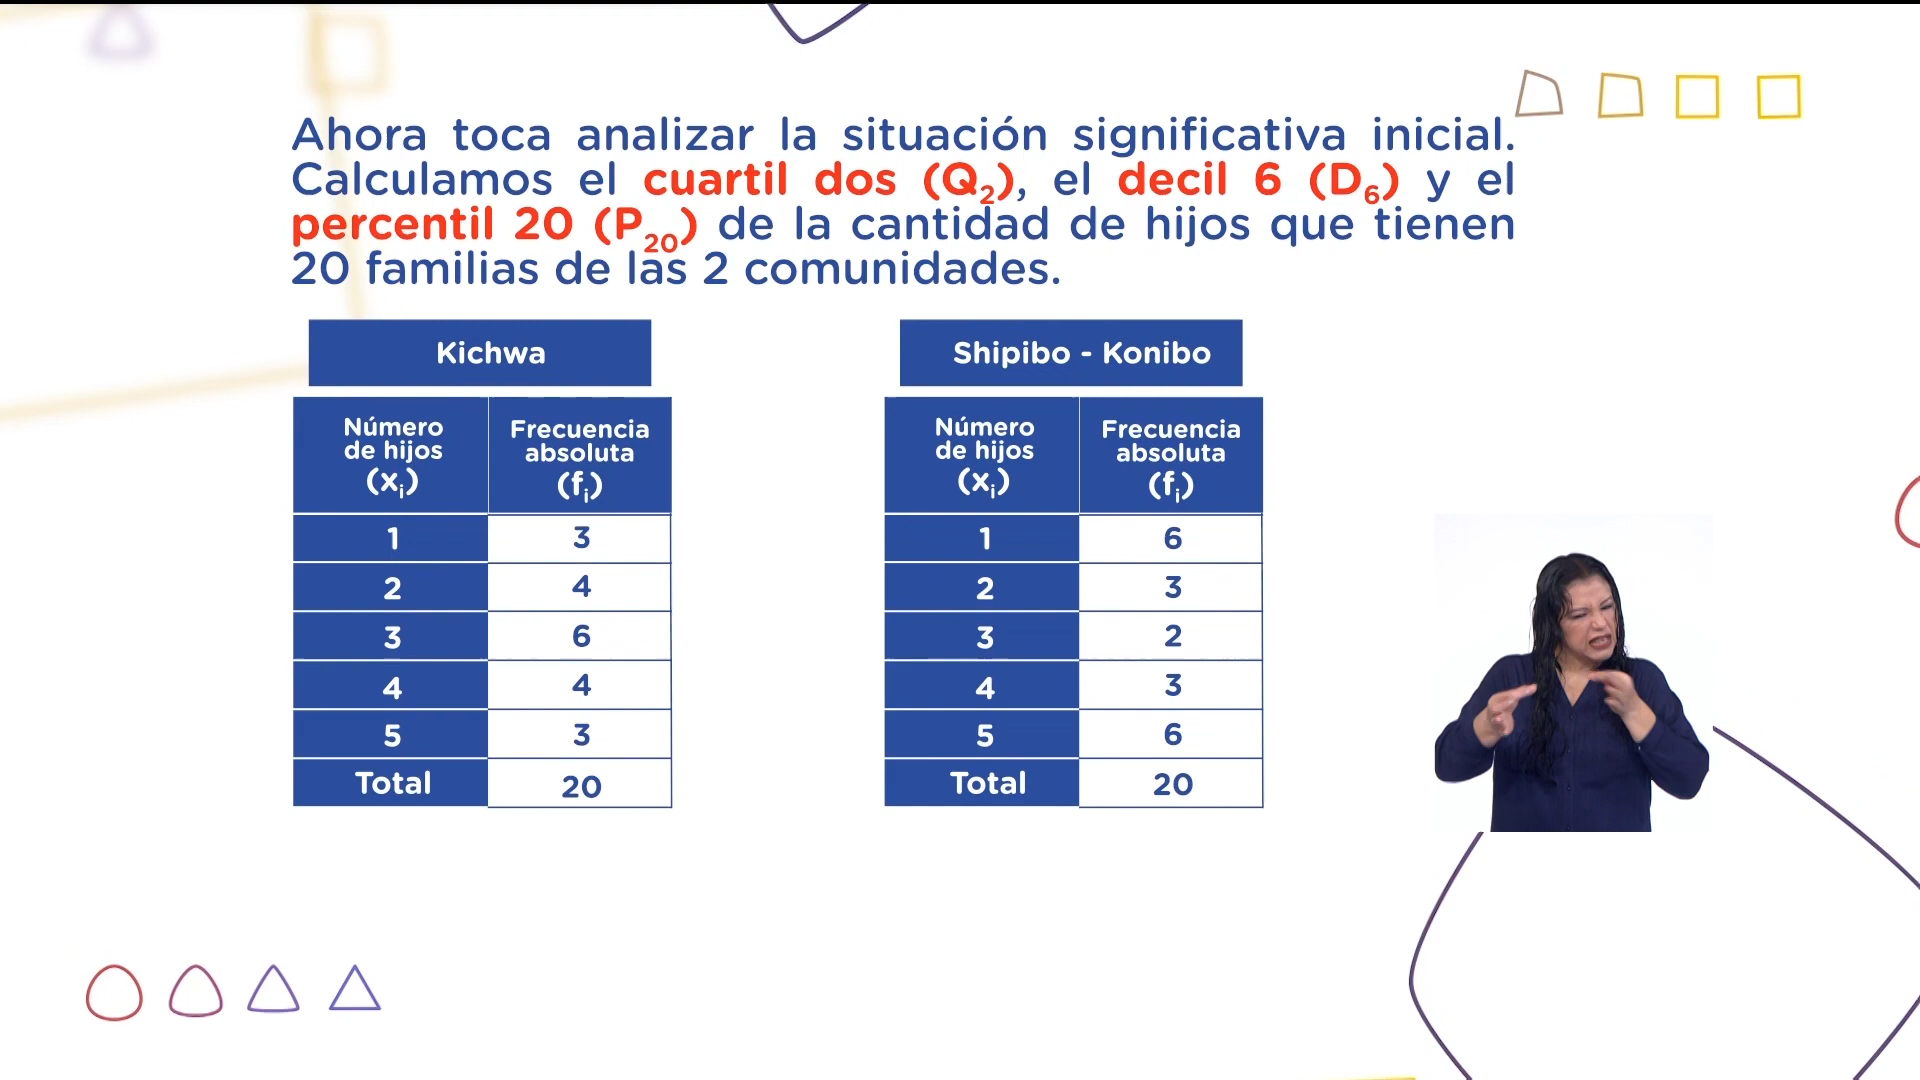 Ahora toca analizar la situación significativa inicial.
Calculamos el cuartil dos (Q₂), el decil 6 (D₆) y el
percentil 20 (P₂₀) de la cantidad de hijos que tienen
20 familias de las 2 comunidades.
Kichwa
Número de hijos (xᵢ) Frecuencia absoluta (fᵢ)
1 3
2 4
3 6
4 4
5 3
Total 20
Shipibo - Konibo
Número de hijos (xᵢ) Frecuencia absoluta (fᵢ)
1 6
2 3
3 2
4 3
5 6
Total 20